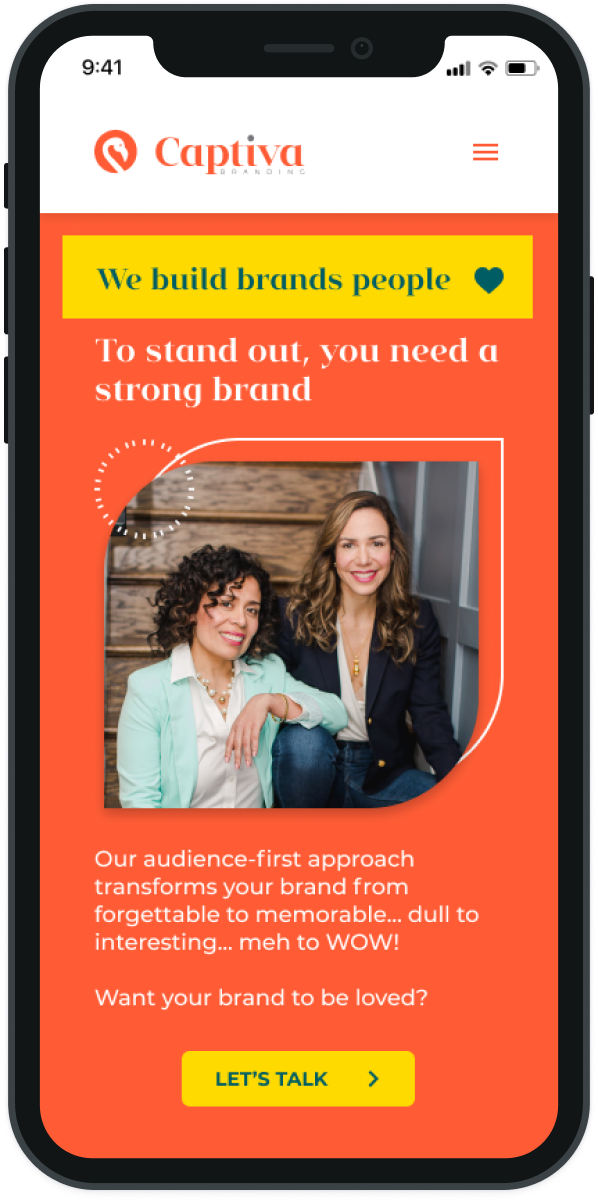 9:41
Captiva
BRANDING
We build brands people
To stand out, you need a
strong brand
Our audience-first approach
transforms your brand from
forgettable to memorable... dull to
interesting... meh to WOW!
Want your brand to be loved?
LET'S TALK